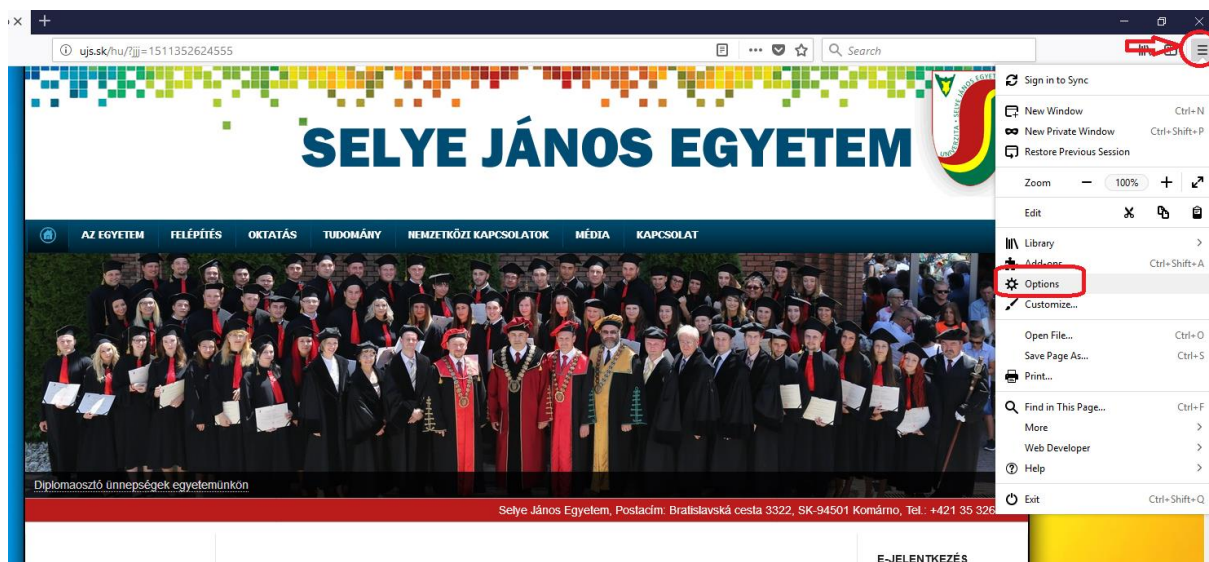 ujs.sk/hu/?jjj=1511352624555
Search
SELYE JÁNOS EGYETEM
AZ EGYETEM FELÉPÍTÉS OKTATÁS TUDOMÁNY NEMZETKÖZI KAPCSOLATOK MÉDIA KAPCSOLAT
Diplomaosztó ünnepségek egyetemünkön
Selye János Egyetem, Postacím: Bratislavská cesta 3322, SK-94501 Komárno, Tel.: +421 35 326
E-JELENTKEZÉS
Sign in to Sync
New Window Ctrl+N
New Private Window Ctrl+Shift+P
Restore Previous Session
Zoom 100%
Edit
Library
Add-ons Ctrl+Shift+A
Options
Customize...
Open File... Ctrl+O
Save Page As... Ctrl+S
Print...
Find in This Page... Ctrl+F
More
Web Developer
Help
Exit Ctrl+Shift+Q